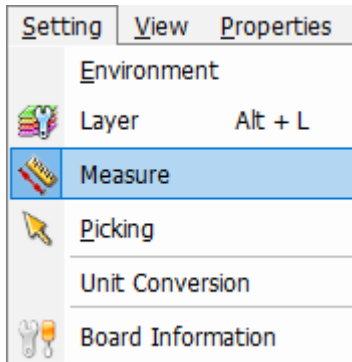 Setting View Properties
Environment
Layer Alt + L
Measure
Picking
Unit Conversion
Board Information